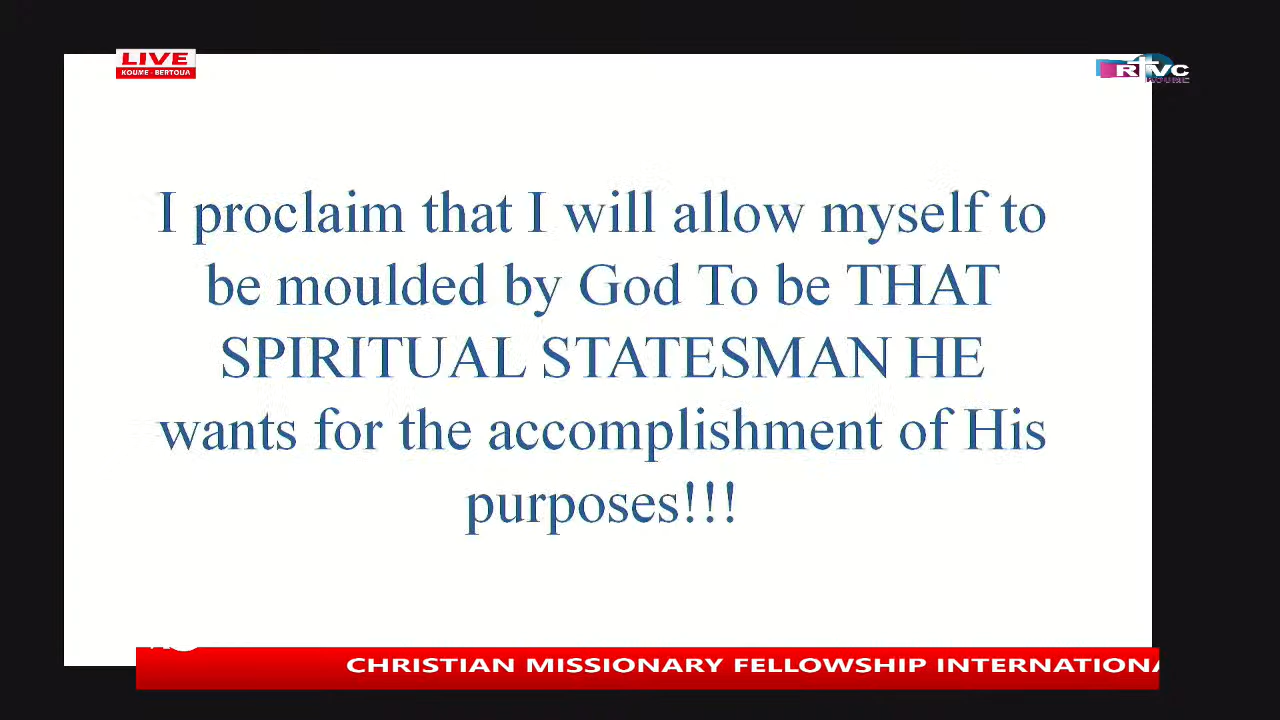 LIVE
KOUME - BERTOUA
RTVC
I proclaim that I will allow myself to
be moulded by God To be THAT
SPIRITUAL STATESMAN HE
wants for the accomplishment of His
purposes!!!
CHRISTIAN MISSIONARY FELLOWSHIP INTERNATIONA